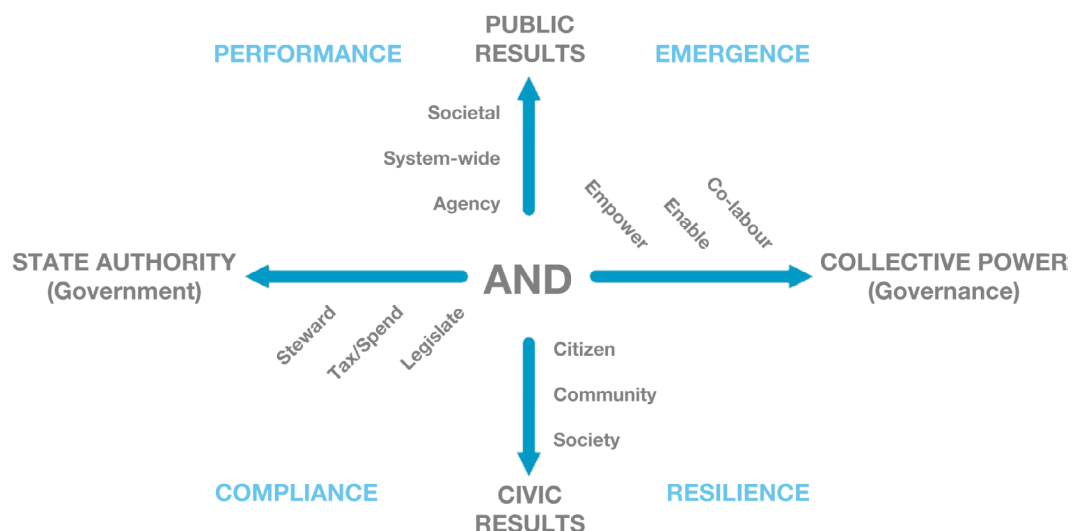 PUBLIC
RESULTS
PERFORMANCE
EMERGENCE
Societal
System-wide
Agency
Empower
Enable
Co-labour
STATE AUTHORITY
(Government)
AND
COLLECTIVE POWER
(Governance)
Steward
Tax/Spend
Legislate
Citizen
Community
Society
COMPLIANCE
CIVIC
RESULTS
RESILIENCE